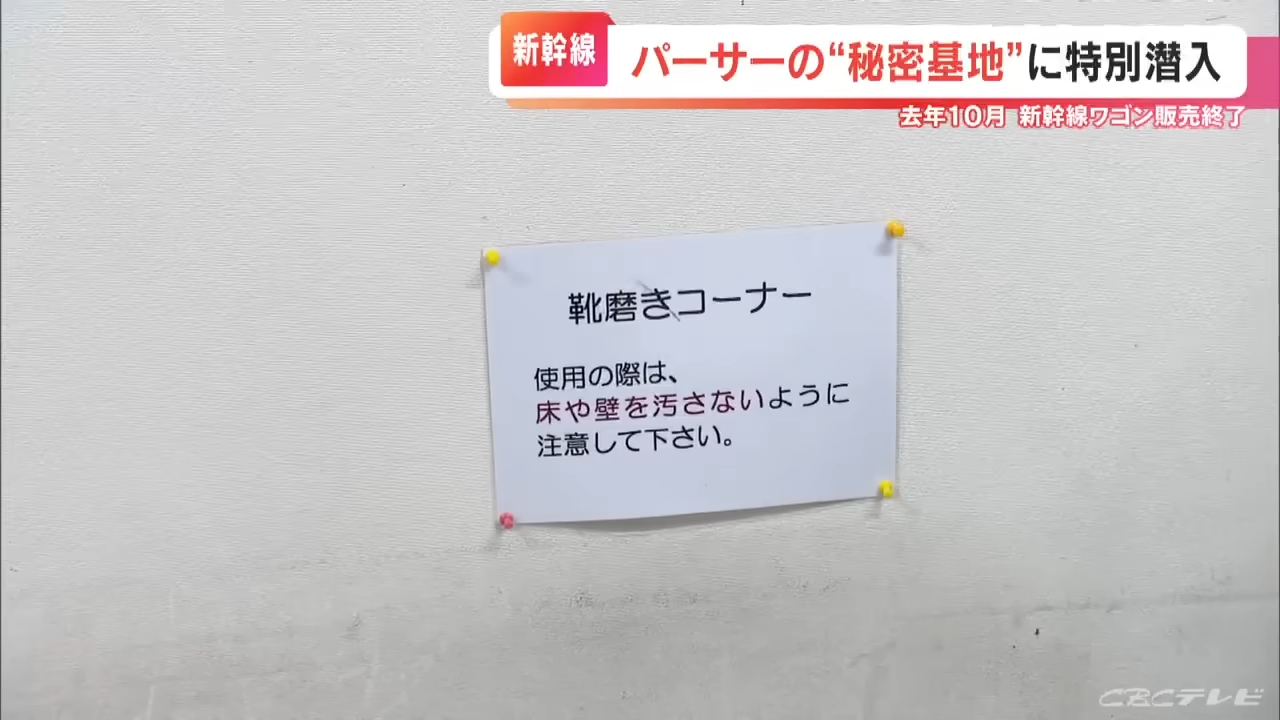 新幹線
パーサーの“秘密基地”に特別潜入
去年10月 新幹線ワゴン販売終了
靴磨きコーナー
使用の際は、
床や壁を汚さないように
注意して下さい。
CBCテレビ